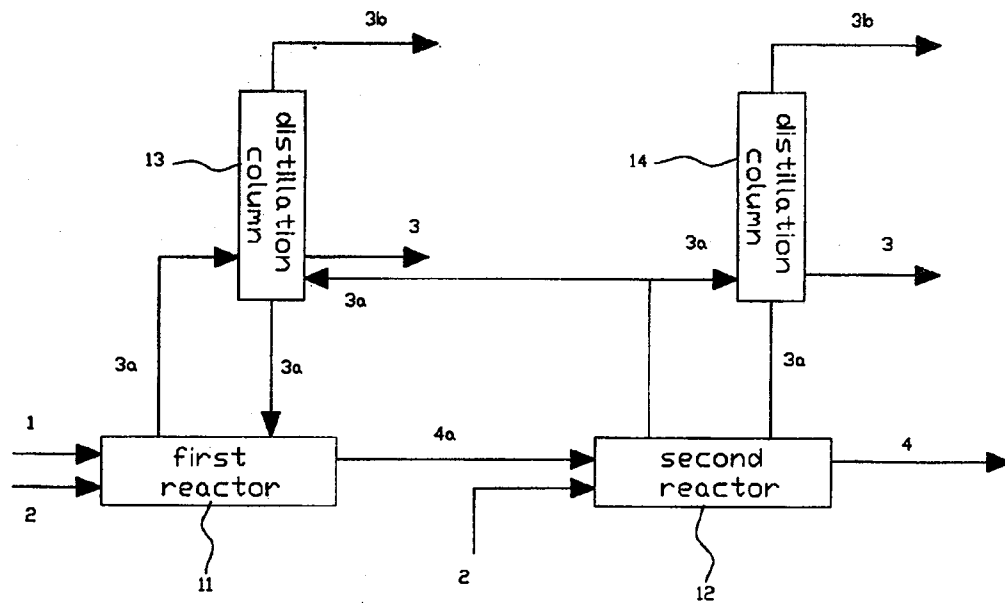 3b
3b
distillation
column
distillation
column
13
14
3
3a
3
3a
3a
3a
3a
1
4a
4
first
reactor
second
reactor
2
2
11
12